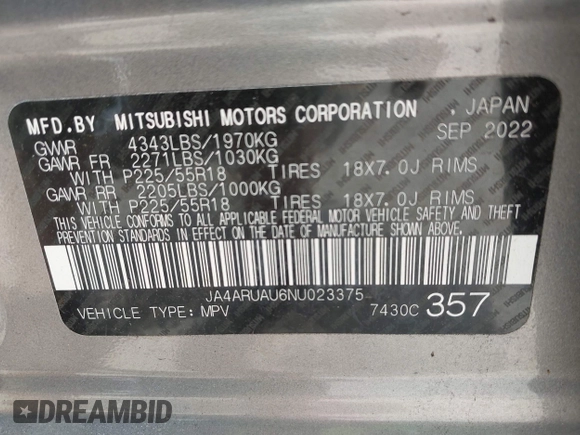 MFD.BY MITSUBISHI MOTORS CORPORATION , JAPAN
GVWR 4343LBS/1970KG SEP 2022
GAWR FR 2271LBS/1030KG
WITH P225/55R18 TIRES 18X7.0J RIMS
GAWR RR 2205LBS/1000KG
WITH P225/55R18 TIRES 18X7.0J RIMS
THIS VEHICLE CONFORMS TO ALL APPLICABLE FEDERAL MOTOR VEHICLE SAFETY AND THEFT
PREVENTION STANDARDS IN EFFECT ON THE DATE OF MANUFACTURE SHOWN ABOVE.
JA4ARUAU6NU023375
VEHICLE TYPE: MPV 7430C 357
DREAMBID